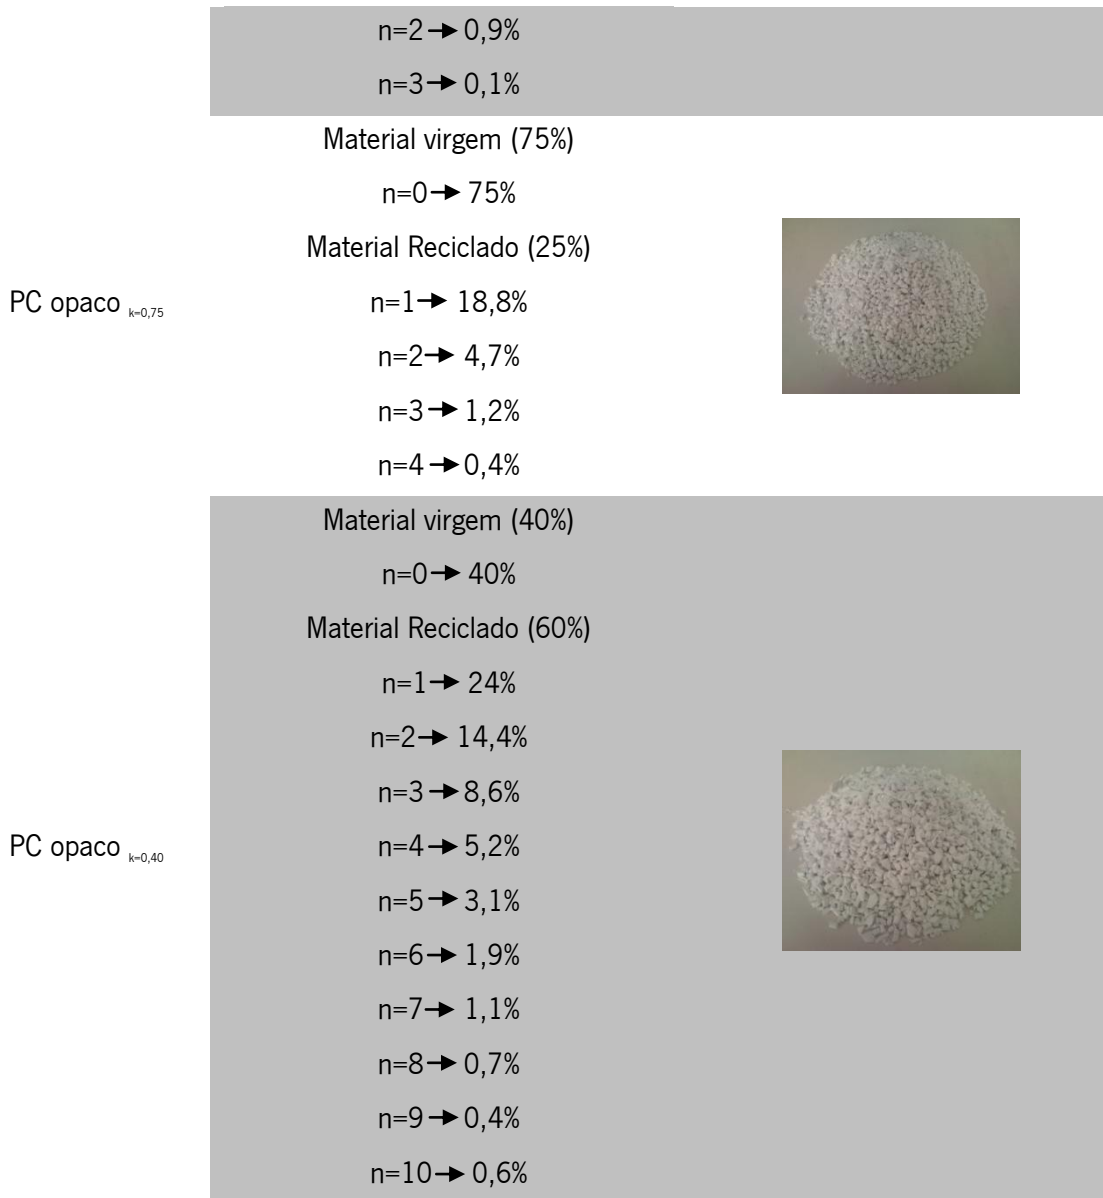 n=2→0,9%
n=3→0,1%
Material virgem (75%)
n=0→75%
Material Reciclado (25%)
PC opaco k=0,75
n=1→18,8%
n=2→4,7%
n=3→1,2%
n=4→0,4%
Material virgem (40%)
n=0→40%
Material Reciclado (60%)
n=1→24%
n=2→14,4%
n=3→8,6%
PC opaco k=0,40
n=4→5,2%
n=5→3,1%
n=6→1,9%
n=7→1,1%
n=8→0,7%
n=9→0,4%
n=10→0,6%